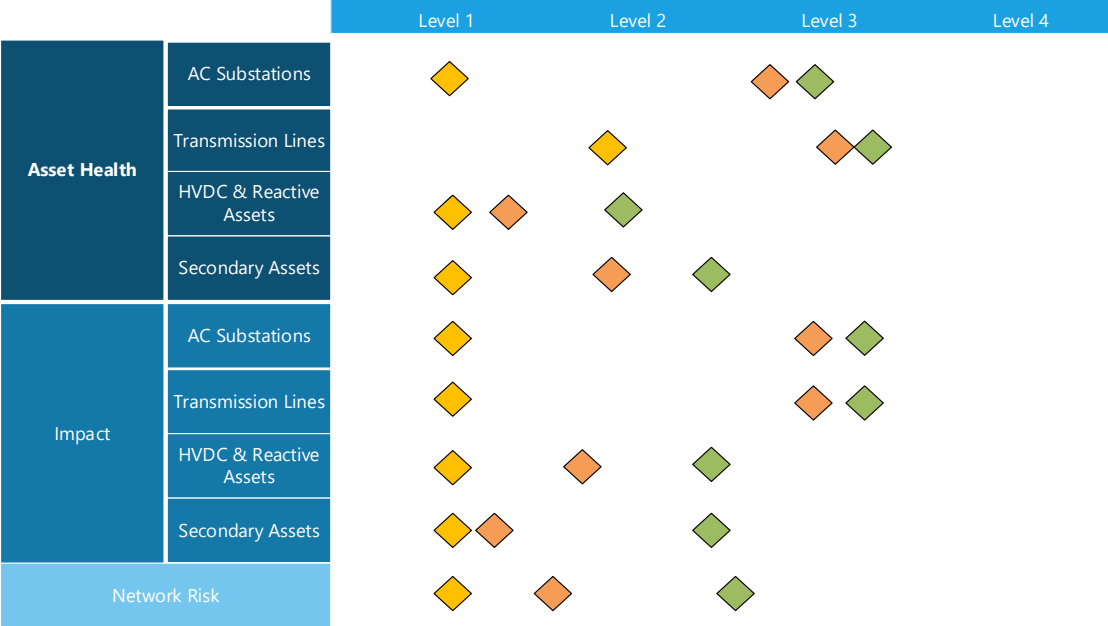 Level 1 Level 2 Level 3 Level 4
Asset Health
AC Substations
Transmission Lines
HVDC & Reactive
Assets
Secondary Assets
Impact
AC Substations
Transmission Lines
HVDC & Reactive
Assets
Secondary Assets
Network Risk